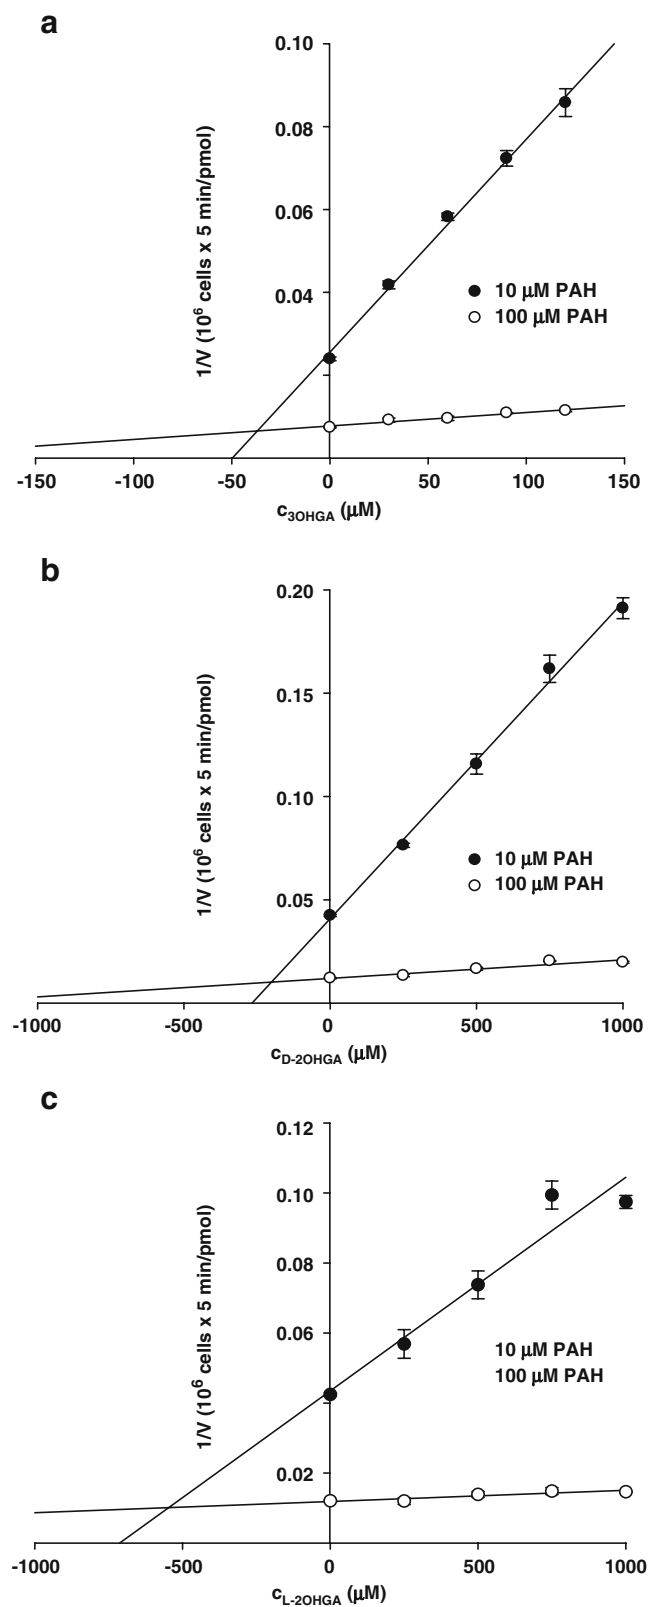 a
0.10
0.08
0.06
0.04
1/V (10⁶ cells x 5 min/pmol)
10 µM PAH
100 µM PAH
-150 -100 -50 0 50 100 150
c₃OHGA (µM)
b
0.20
0.15
0.10
0.05
1/V (10⁶ cells x 5 min/pmol)
10 µM PAH
100 µM PAH
-1000 -500 0 500 1000
c D-2OHGA (µM)
c
0.12
0.10
0.08
0.06
0.02
1/V (10⁶ cells x 5 min/pmol)
10 µM PAH
100 µM PAH
-1000 -500 0 500 1000
c L-2OHGA (µM)